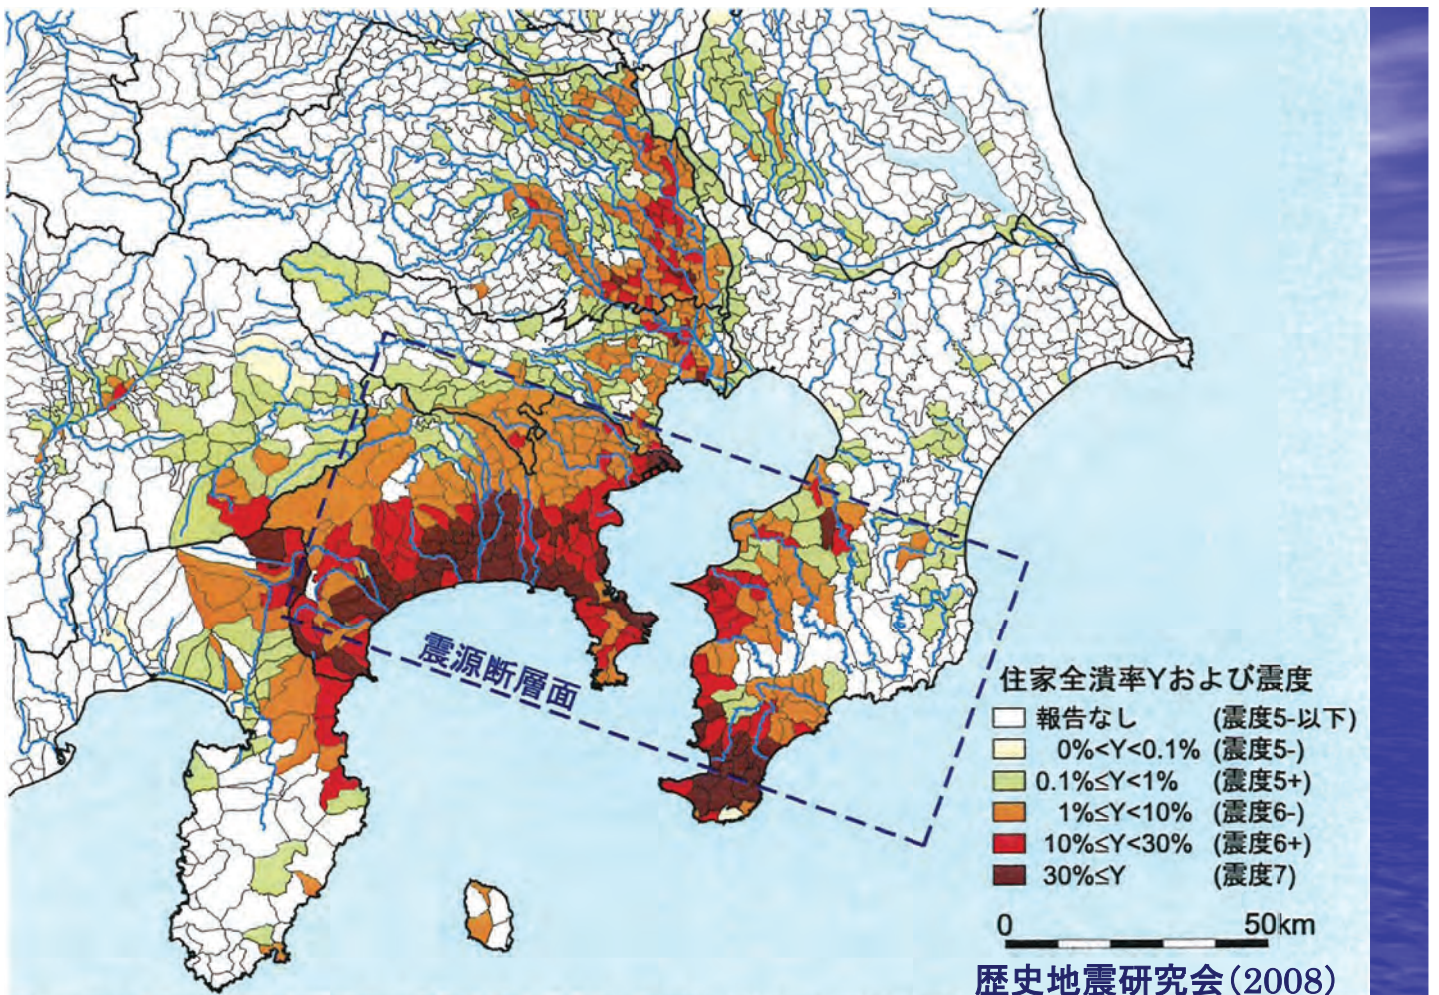 震源断層面
住家全潰率Yおよび震度
報告なし (震度5-以下)
0%<Y<0.1% (震度5-)
0.1%≤Y<1% (震度5+)
1%≤Y<10% (震度6-)
10%≤Y<30% (震度6+)
30%≤Y (震度7)
0 50km
歴史地震研究会(2008)